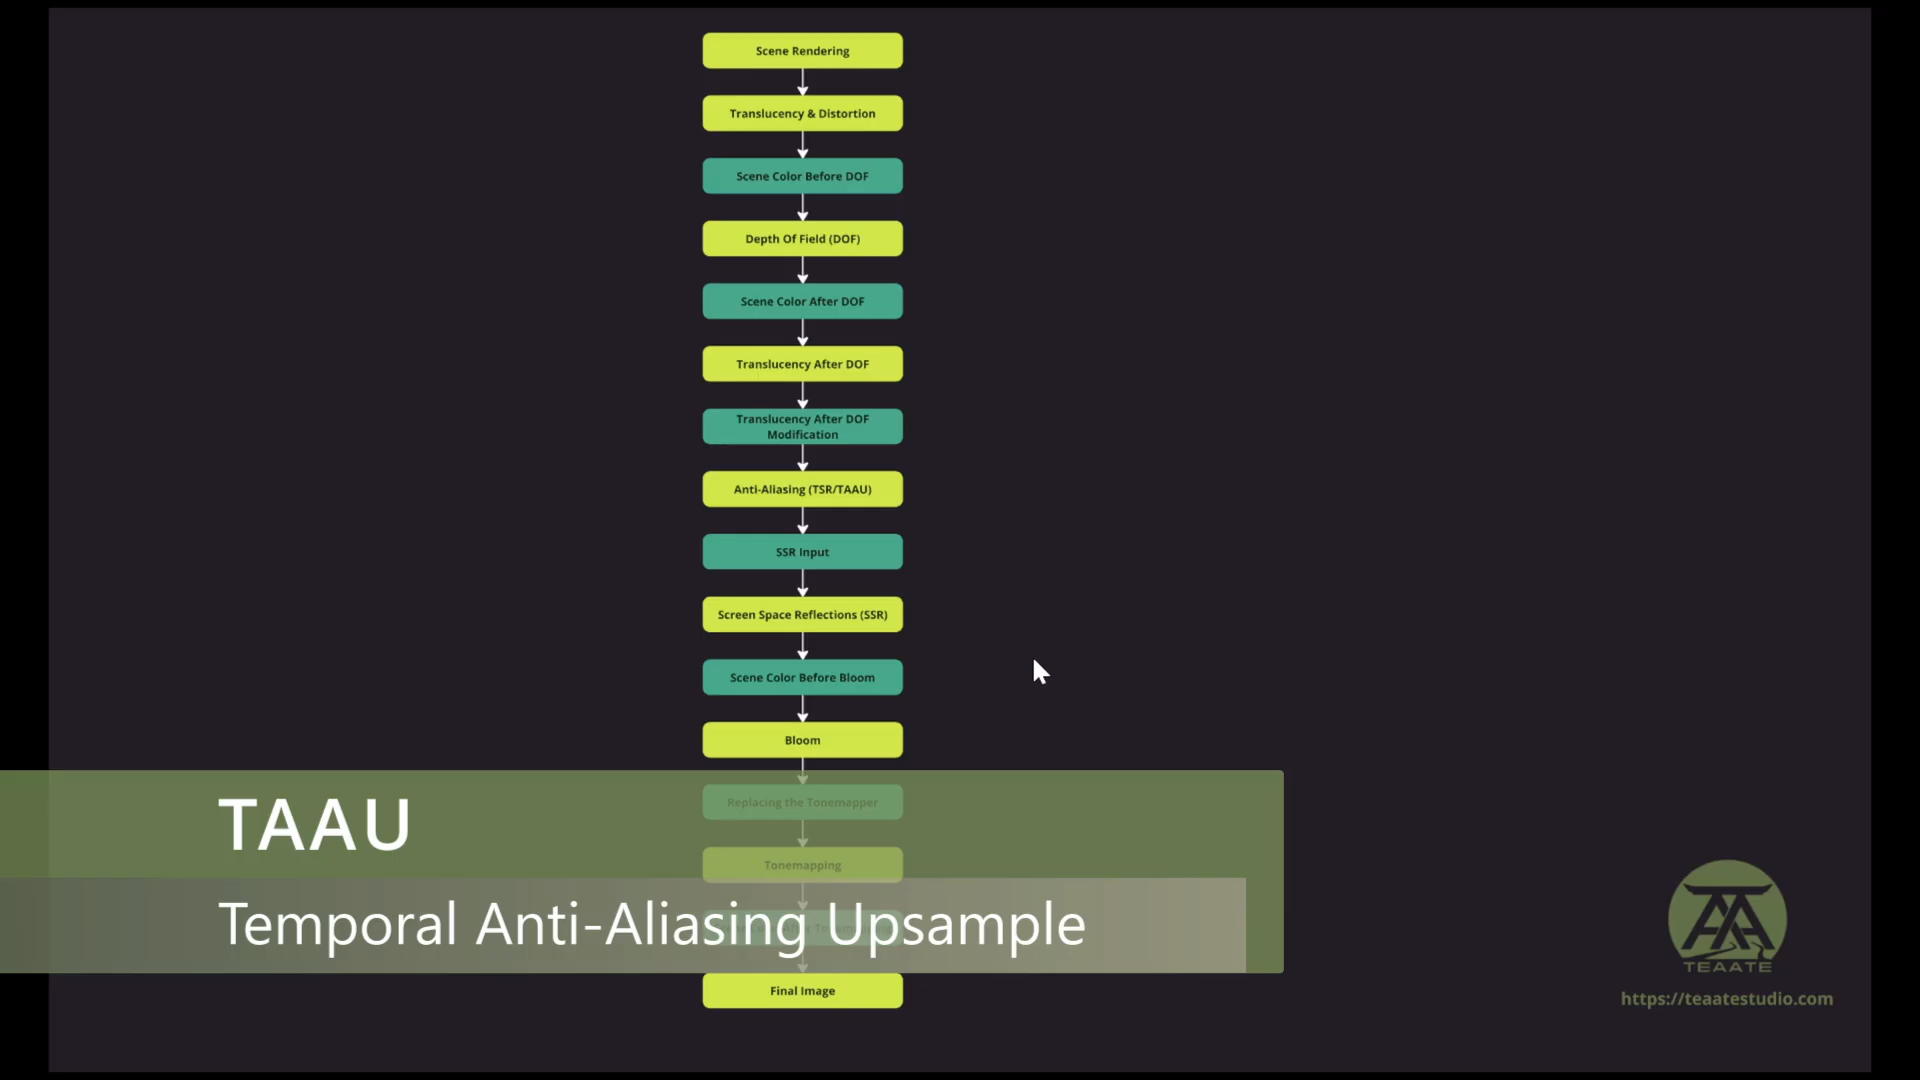 Scene Rendering
Translucency & Distortion
Scene Color Before DOF
Depth Of Field (DOF)
Scene Color After DOF
Translucency After DOF
Translucency After DOF
Modification
Anti-Aliasing (TSR/TAAU)
SSR Input
Screen Space Reflections (SSR)
Scene Color Before Bloom
Bloom
Replacing the Tonemapper
TAAU
Tonemapping
Temporal Anti-Aliasing Upsample
Final Image
TEAATE
https://teaatestudio.com